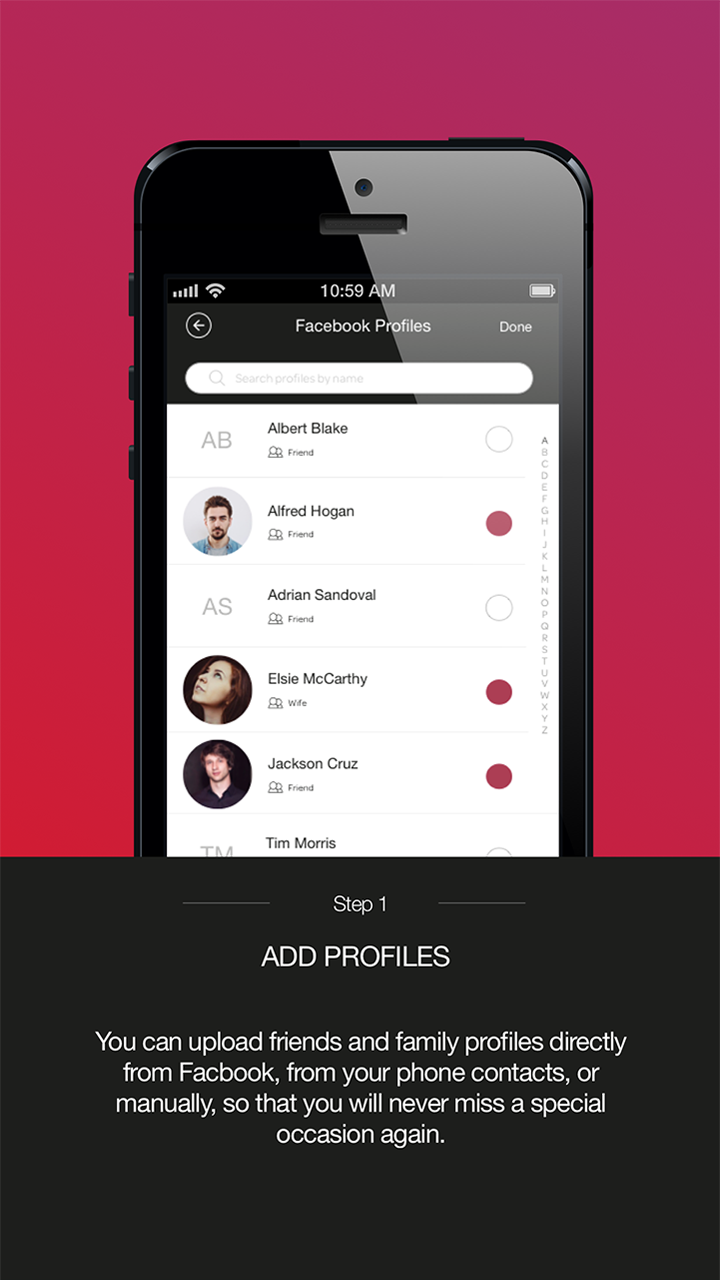 10:59 AM
Facebook Profiles
Done
Search profiles by name
AB
Albert Blake
Friend
Alfred Hogan
Friend
AS
Adrian Sandoval
Friend
Elsie McCarthy
Wife
Jackson Cruz
Friend
TM
Tim Morris
A
B
C
D
E
F
G
H
I
J
K
L
M
N
O
P
Q
R
S
T
U
V
W
X
Y
Z
Step 1
ADD PROFILES
You can upload friends and family profiles directly
from Facbook, from your phone contacts, or
manually, so that you will never miss a special
occasion again.